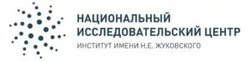 НАЦИОНАЛЬНЫЙ
ИССЛЕДОВАТЕЛЬСКИЙ ЦЕНТР
ИНСТИТУТ ИМЕНИ Н.Е. ЖУКОВСКОГО